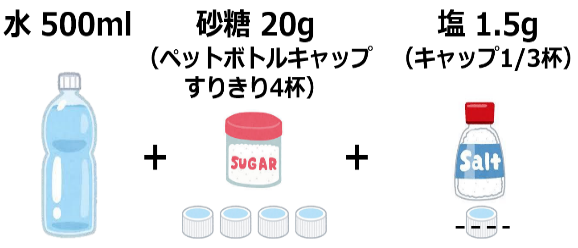 水 500ml
砂糖 20g
(ペットボトルキャップ
すりきり4杯)
塩 1.5g
(キャップ1/3杯)
SUGAR
Salt